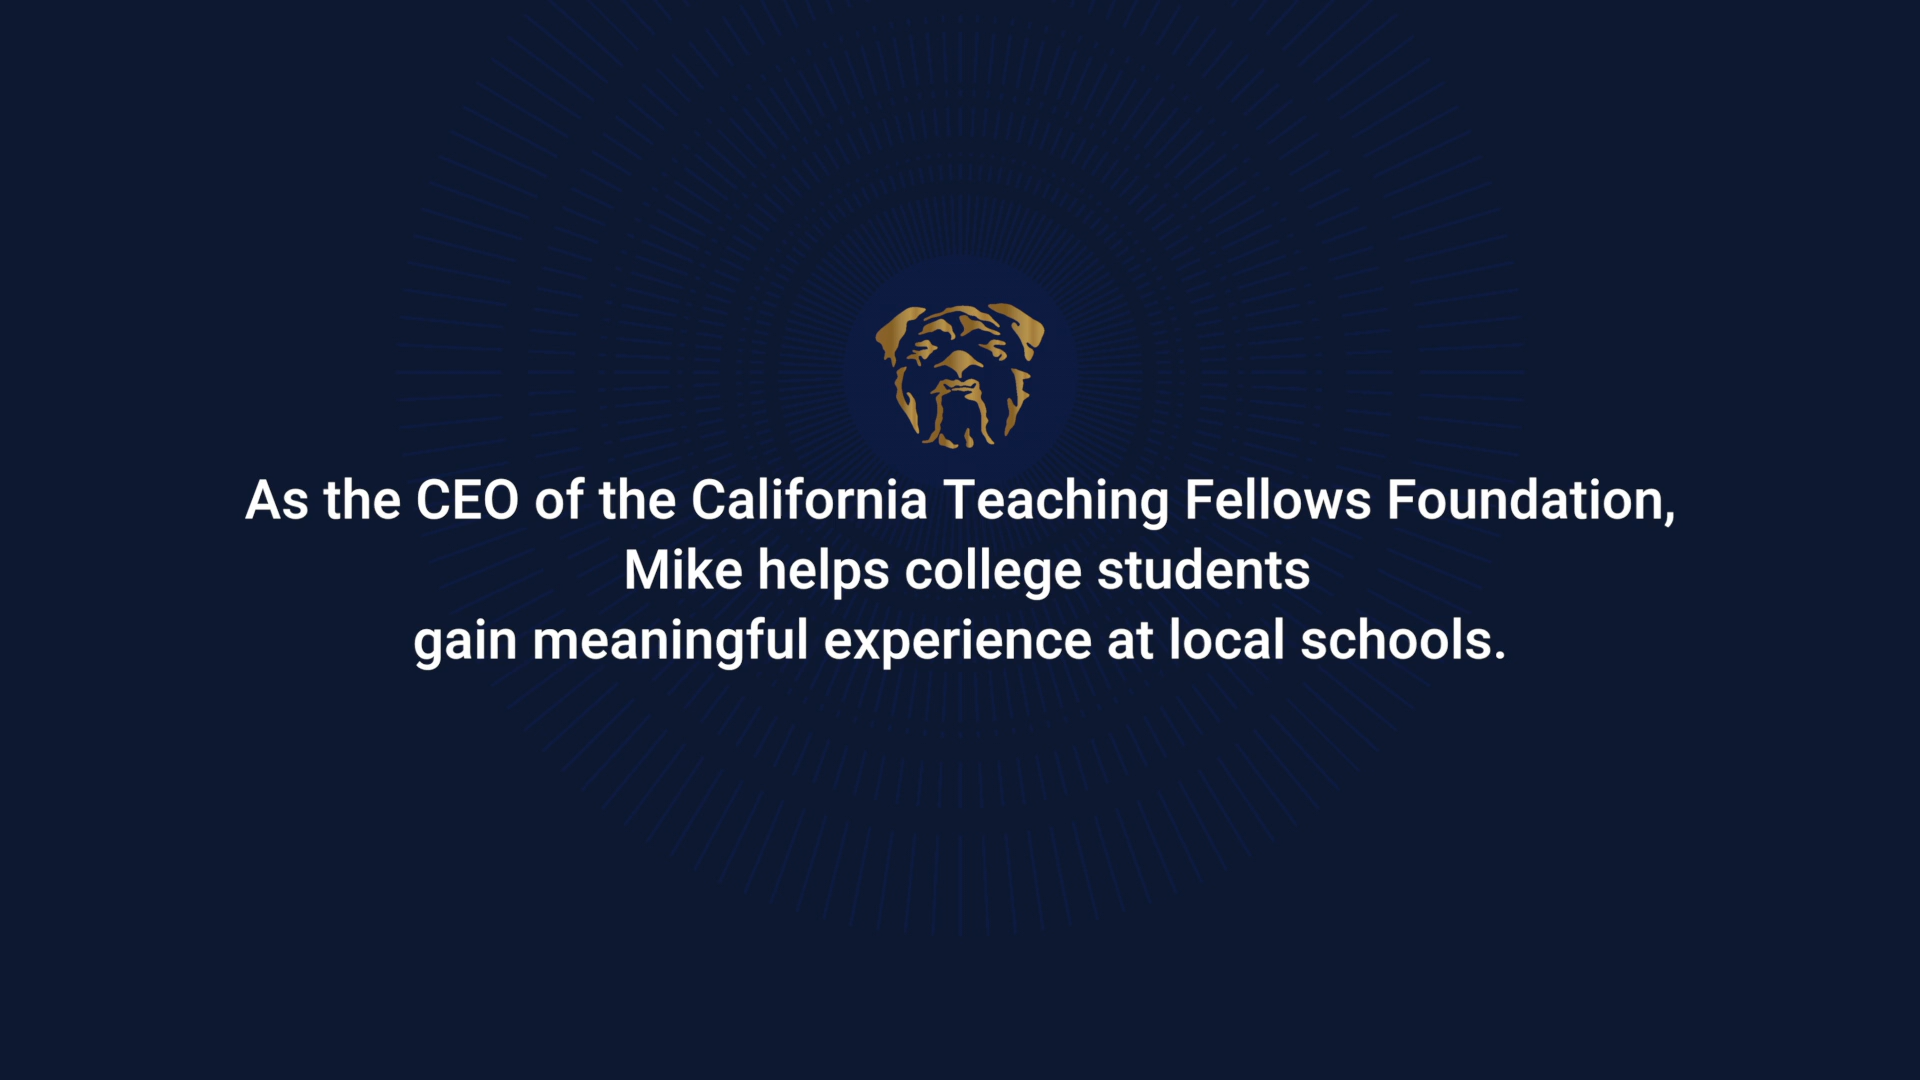 As the CEO of the California Teaching Fellows Foundation,
Mike helps college students
gain meaningful experience at local schools.